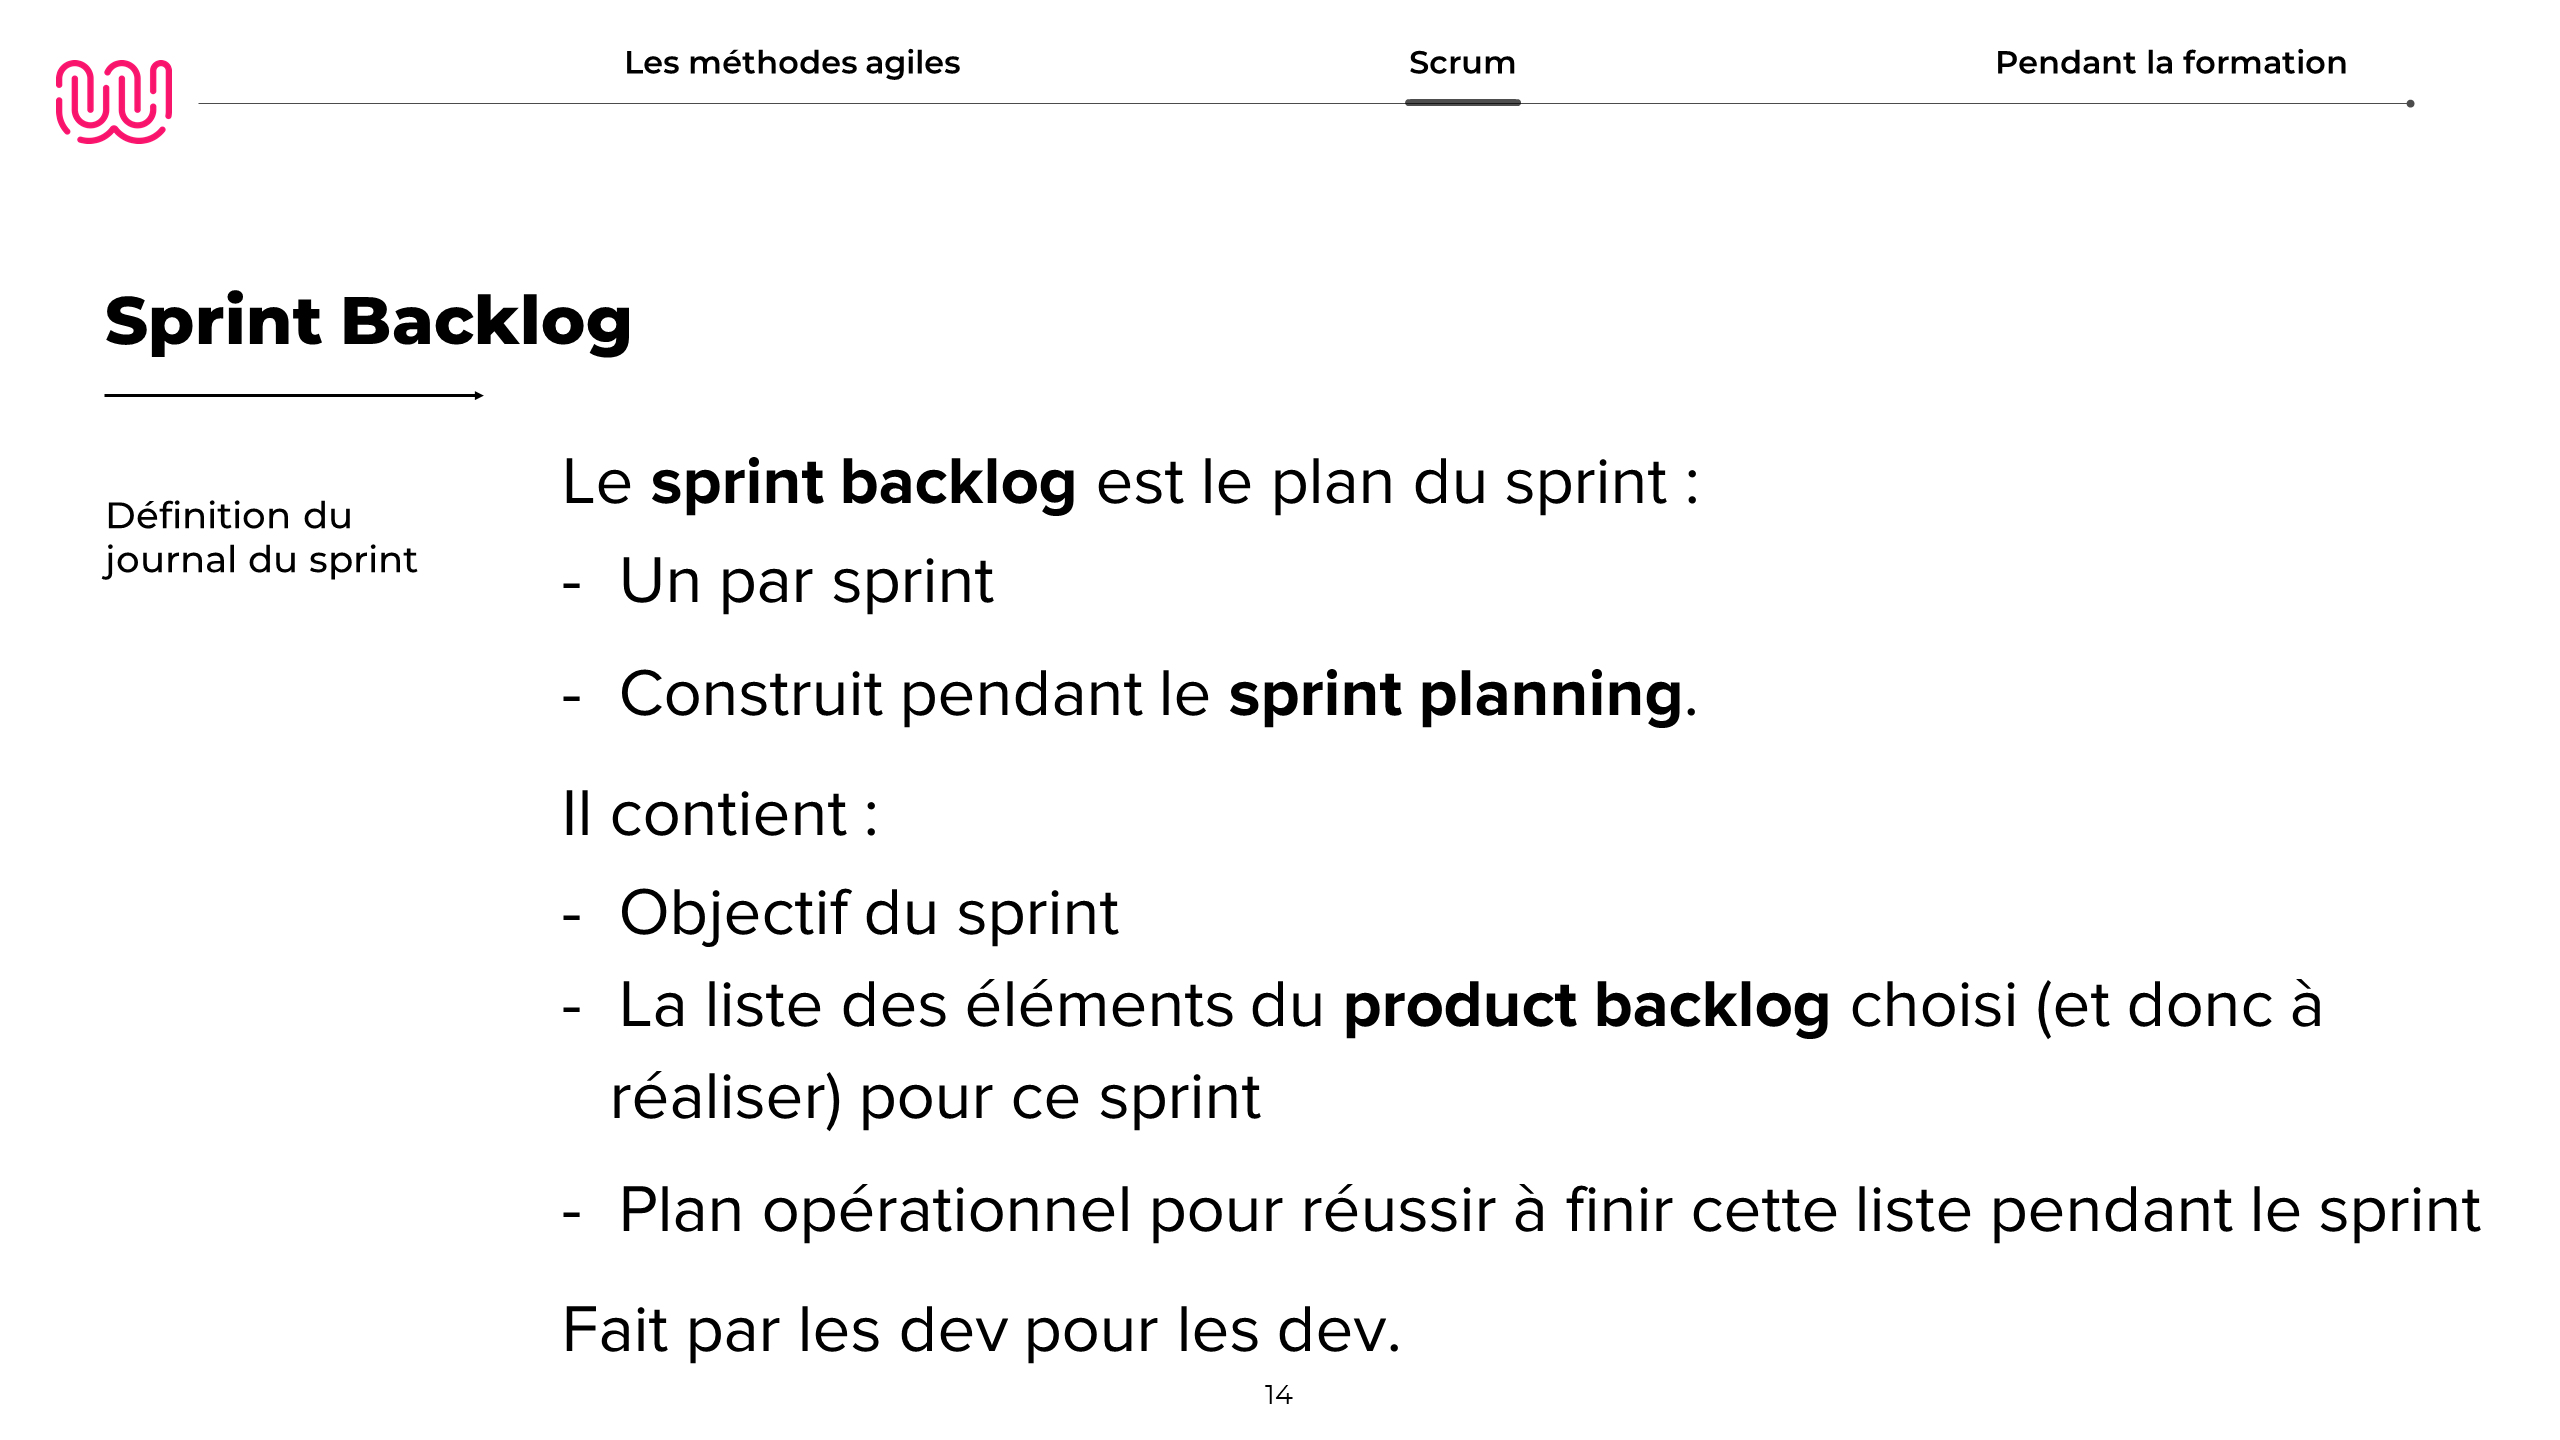 Les méthodes agiles
Scrum
Pendant la formation
Sprint Backlog
Définition du
journal du sprint
Le sprint backlog est le plan du sprint :
- Un par sprint
- Construit pendant le sprint planning.
Il contient :
- Objectif du sprint
- La liste des éléments du product backlog choisi (et donc à
réaliser) pour ce sprint
- Plan opérationnel pour réussir à finir cette liste pendant le sprint
Fait par les dev pour les dev.
14